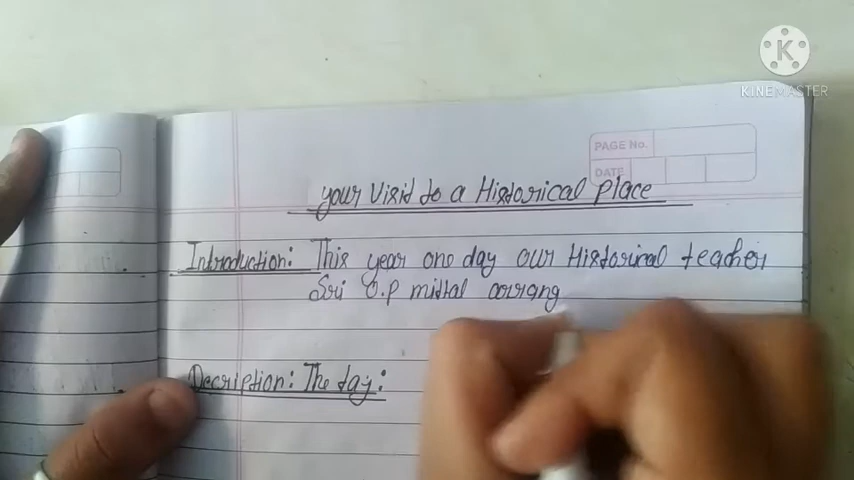 K
KINEMASTER
PAGE No.
DATE
your Visit to a Historical Place
Introduction: This year one day our Historical teacher
Sri O.P mittal arrang
Decription: The day: